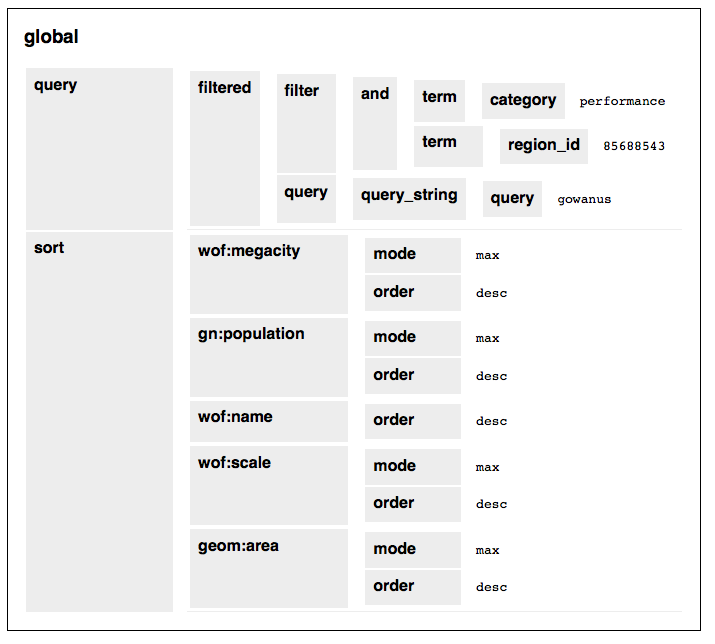 global
query filtered filter and term category performance
term region_id 85688543
query query_string query gowanus
sort wof:megacity mode max
order desc
gn:population mode max
order desc
wof:name order desc
wof:scale mode max
order desc
geom:area mode max
order desc